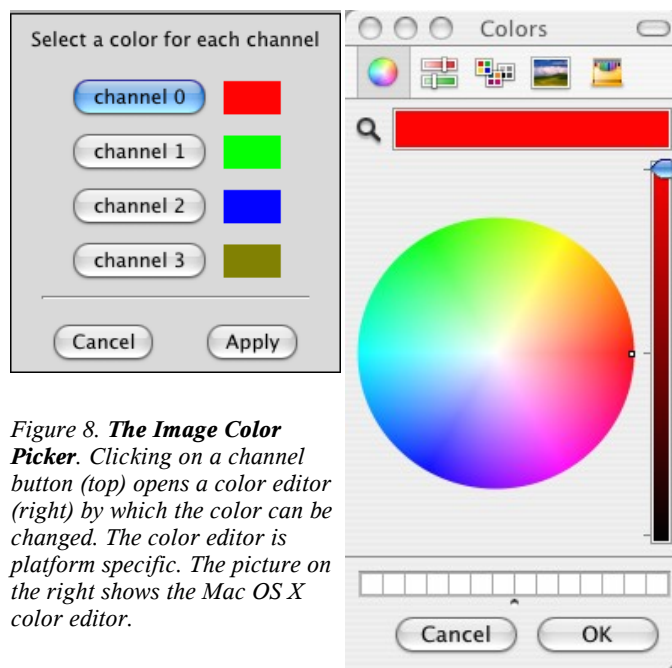 Select a color for each channel
channel 0
channel 1
channel 2
channel 3
Cancel
Apply
Figure 8. The Image Color
Picker. Clicking on a channel
button (top) opens a color editor
(right) by which the color can be
changed. The color editor is
platform specific. The picture on
the right shows the Mac OS X
color editor.
Colors
Cancel
OK